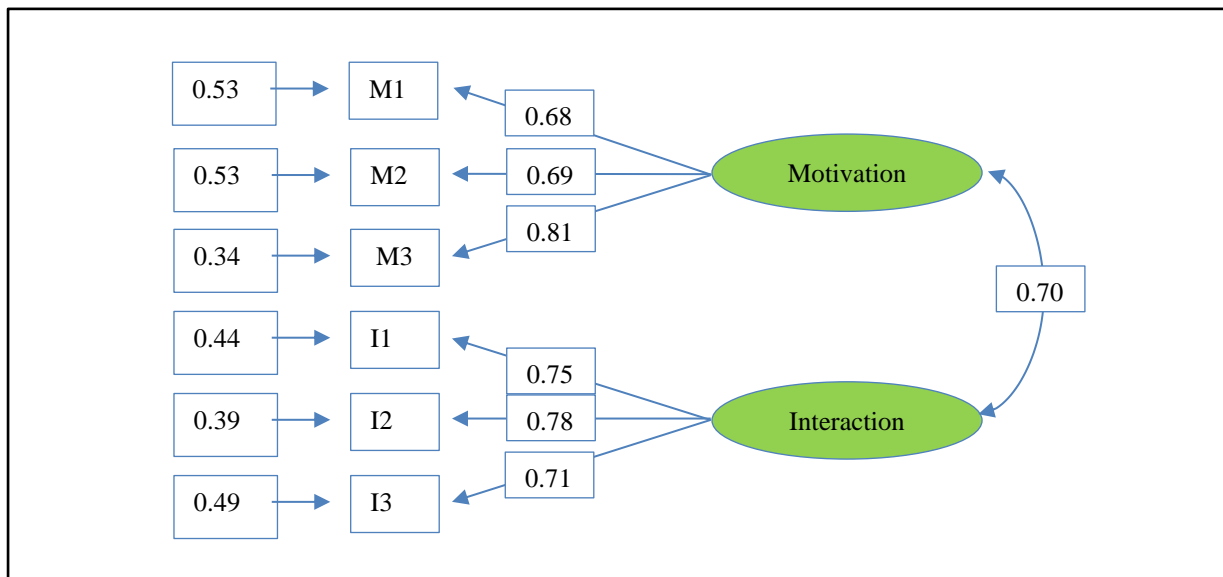 0.53 M1 0.68
0.53 M2 0.69 Motivation
0.34 M3 0.81
0.70
0.44 I1 0.75
0.39 I2 0.78 Interaction
0.49 I3 0.71